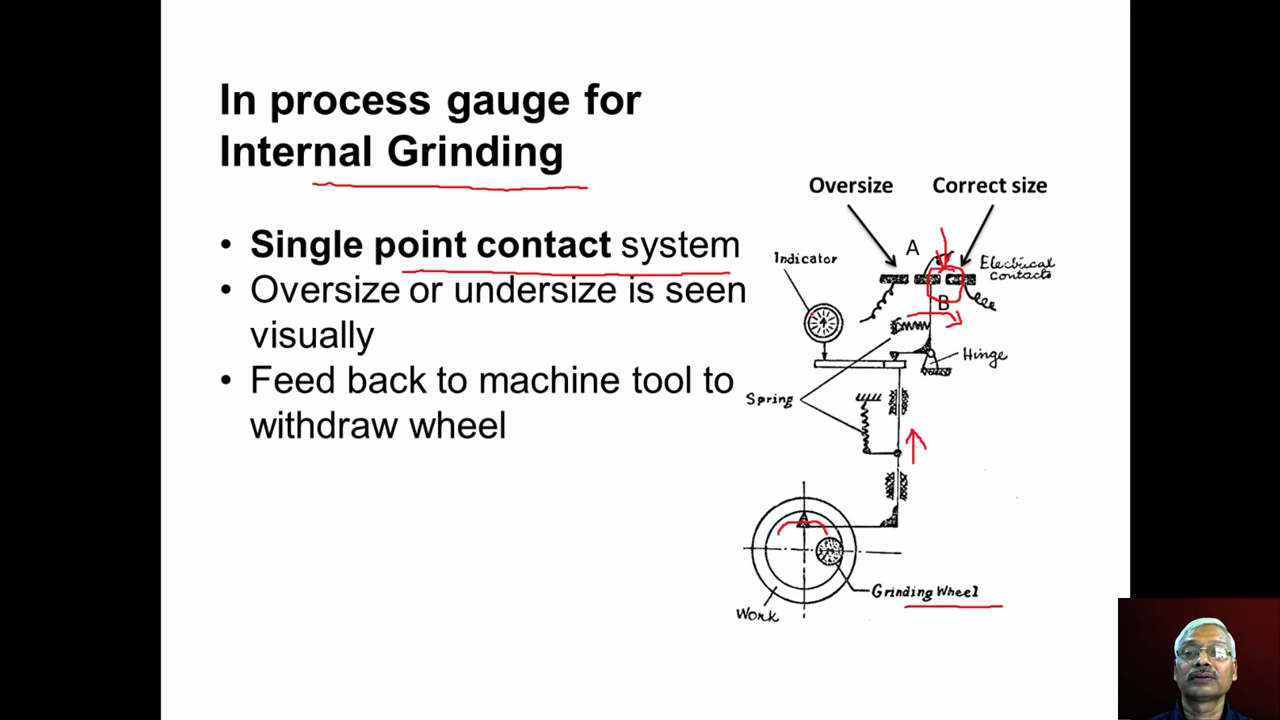 In process gauge for
Internal Grinding
• Single point contact system
• Oversize or undersize is seen
visually
• Feed back to machine tool to
withdraw wheel
Oversize
Correct size
A
Indicator
Electrical
Contacts
B
Hinge
Spring
Grinding Wheel
Work